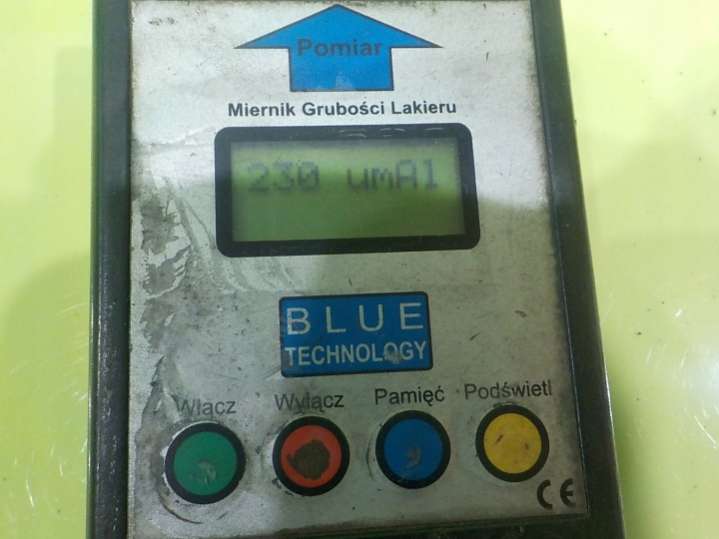 Pomiar
Miernik Grubości Lakieru
230 umAl
BLUE
TECHNOLOGY
Włącz Wyłącz Pamięć Podświetl
CE